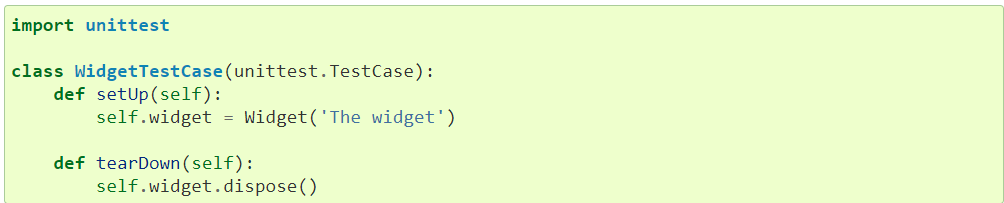 import unittest

class WidgetTestCase(unittest.TestCase):
    def setUp(self):
        self.widget = Widget('The widget')

    def tearDown(self):
        self.widget.dispose()